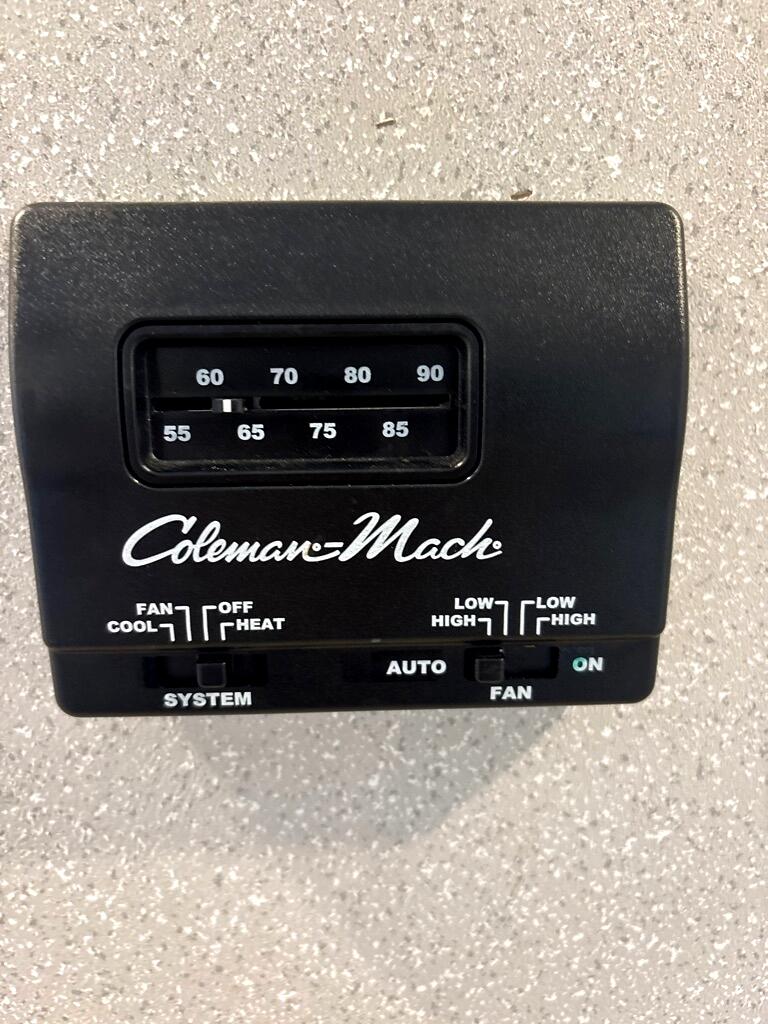 60 70 80 90
55 65 75 85
Coleman-Mach
FAN OFF
COOL HEAT
LOW LOW
HIGH HIGH
AUTO ON
SYSTEM
FAN